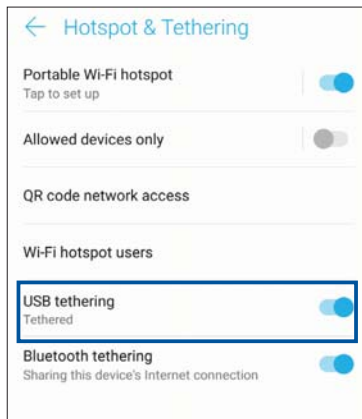 Hotspot & Tethering
Portable Wi-Fi hotspot
Tap to set up
Allowed devices only
QR code network access
Wi-Fi hotspot users
USB tethering
Tethered
Bluetooth tethering
Sharing this device's Internet connection